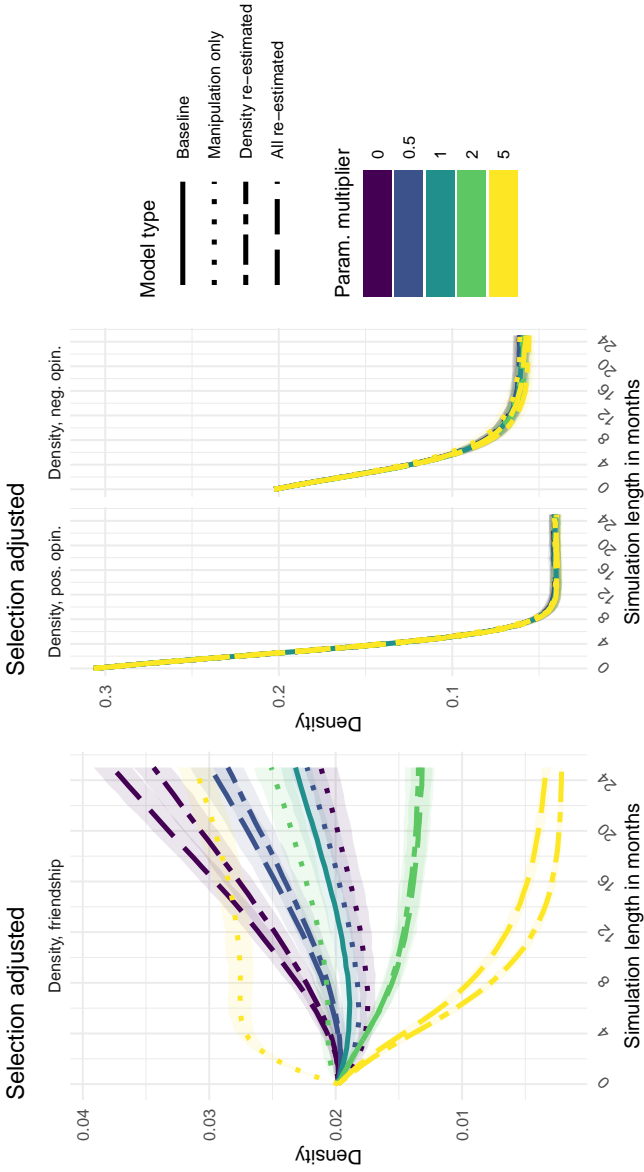 Selection adjusted
Density, friendship
Density
0.04
0.03
0.02
0.01
0 4 8 12 16 20 24
Simulation length in months
Selection adjusted
Density, pos. opin.
Density, neg. opin.
Density
0.3
0.2
0.1
0 4 8 12 16 20 24
0 4 8 12 16 20 24
Simulation length in months
Model type
Baseline
Manipulation only
Density re−estimated
All re−estimated
Param. multiplier
0
0.5
1
2
5